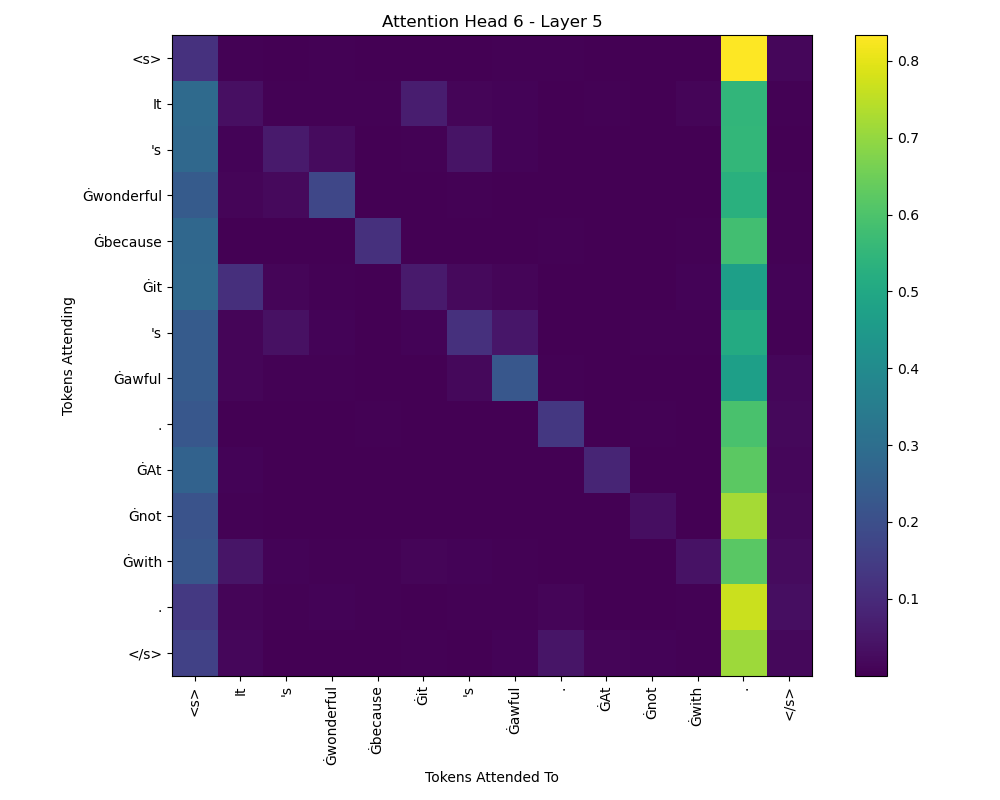 Attention Head 6 - Layer 5
<s>
It
's
Ġwonderful
Ġbecause
Ġit
's
Ġawful
.
ĠAt
Ġnot
Ġwith
.
</s>
Tokens Attending
<s>
It
's
Ġwonderful
Ġbecause
Ġit
's
Ġawful
.
ĠAt
Ġnot
Ġwith
.
</s>
Tokens Attended To
0.8
0.7
0.6
0.5
0.4
0.3
0.2
0.1